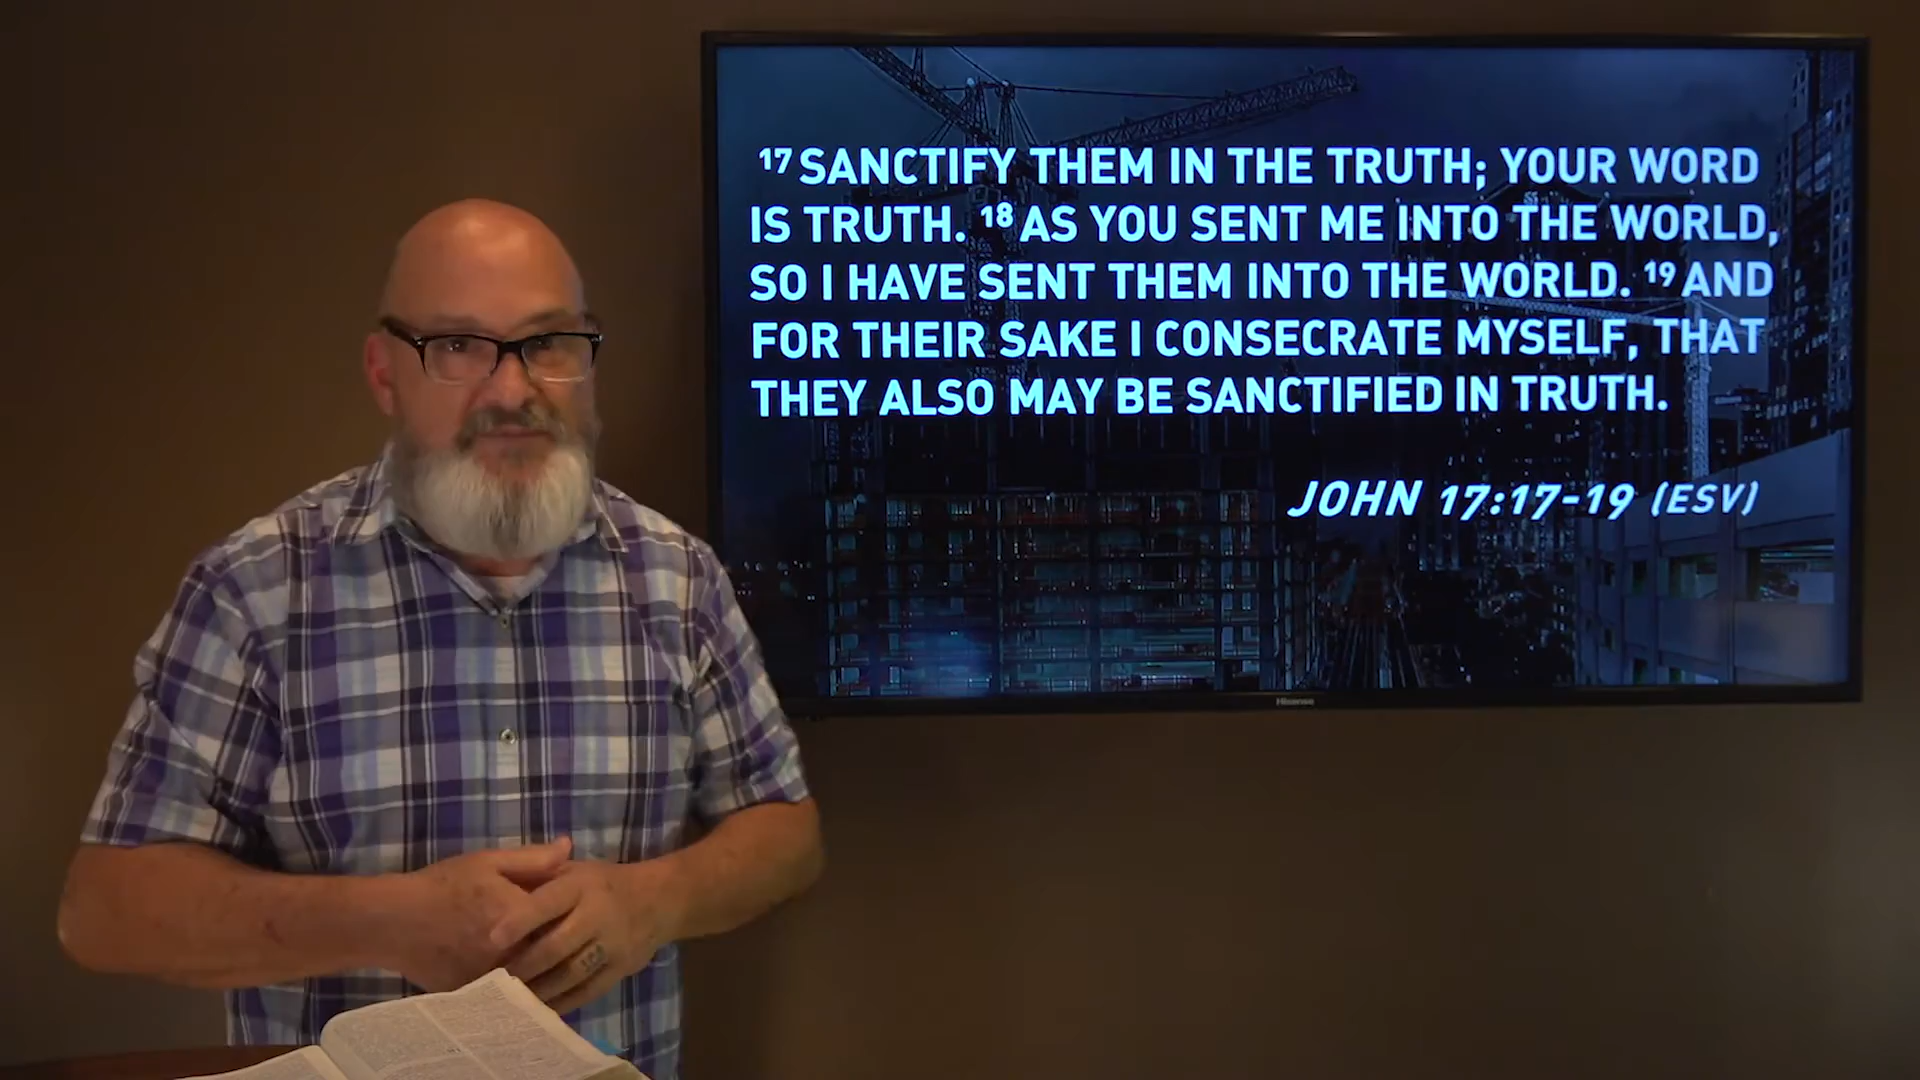 17 SANCTIFY THEM IN THE TRUTH; YOUR WORD
IS TRUTH. 18 AS YOU SENT ME INTO THE WORLD,
SO I HAVE SENT THEM INTO THE WORLD. 19 AND
FOR THEIR SAKE I CONSECRATE MYSELF, THAT
THEY ALSO MAY BE SANCTIFIED IN TRUTH.
JOHN 17:17-19 (ESV)
Hisense